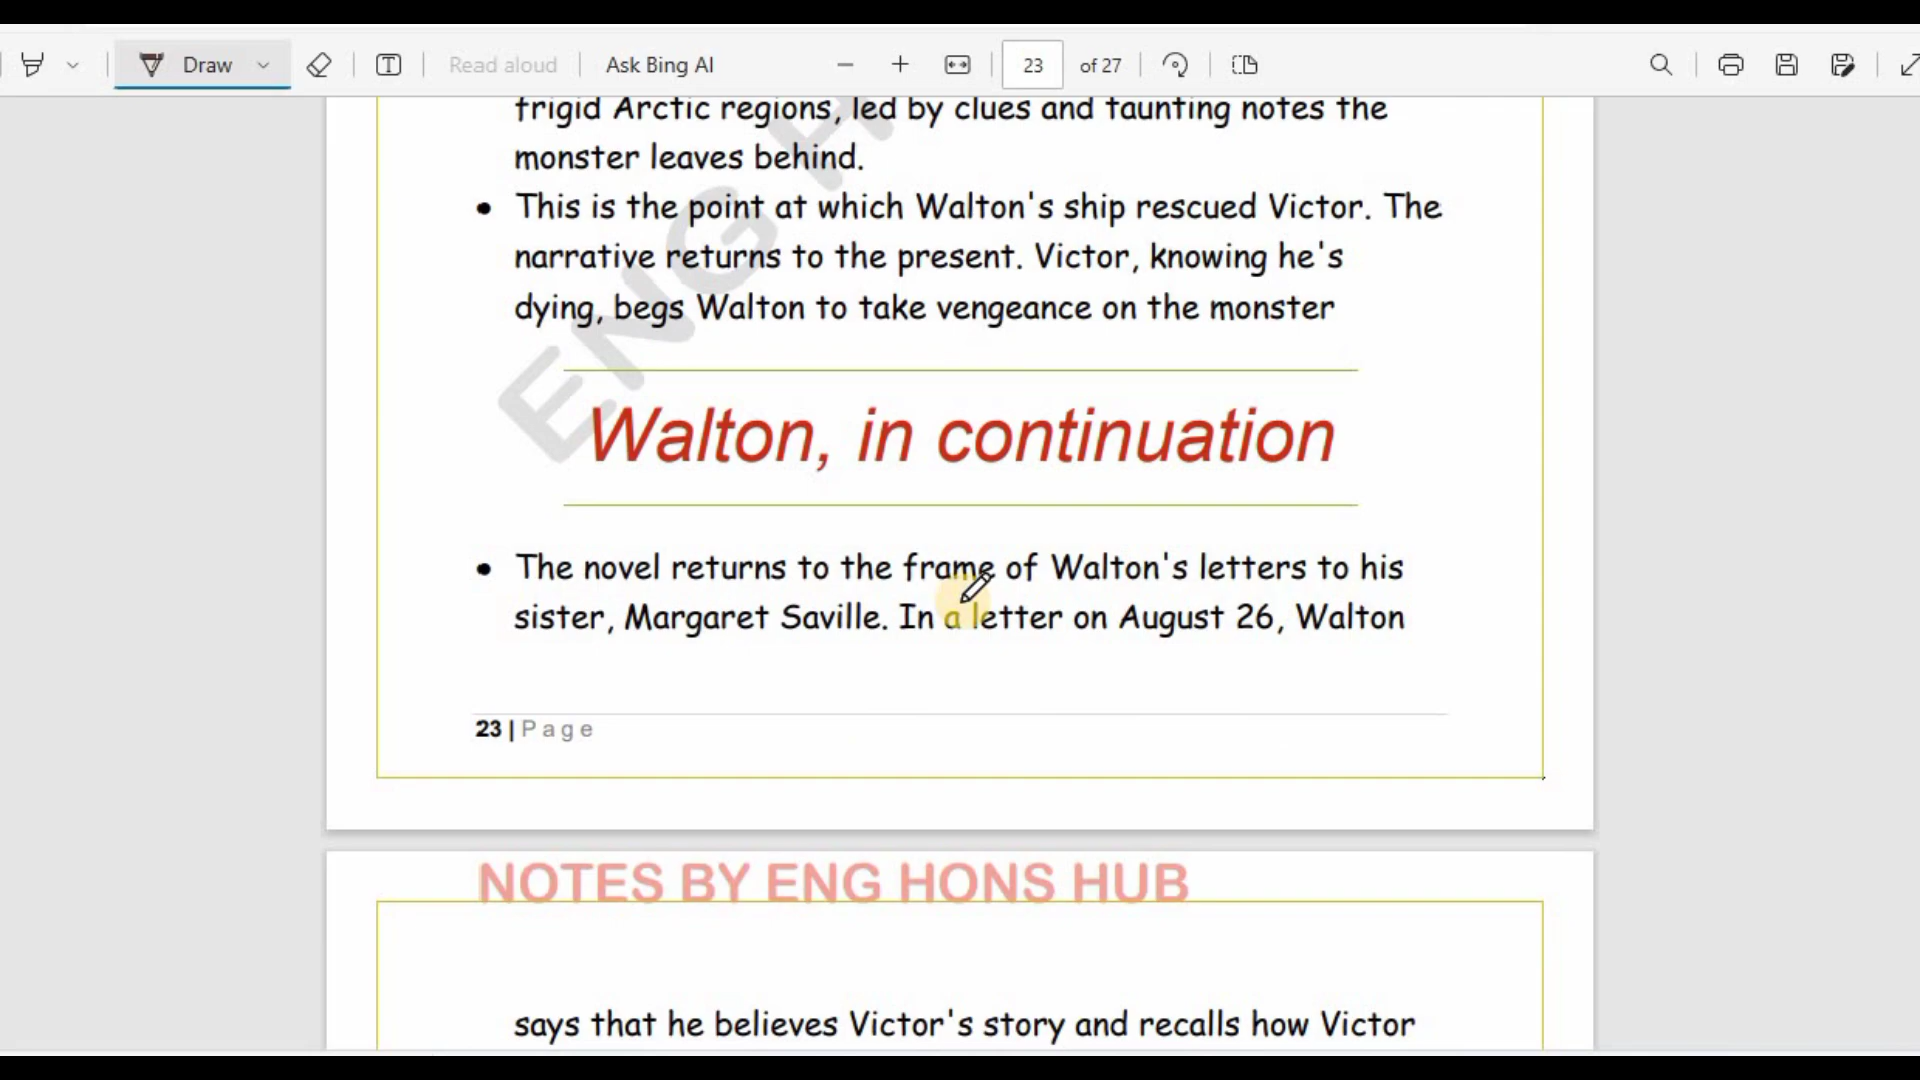 Draw
Read aloud
Ask Bing AI
23 of 27
frigid Arctic regions, led by clues and taunting notes the
monster leaves behind.
• This is the point at which Walton's ship rescued Victor. The
narrative returns to the present. Victor, knowing he's
dying, begs Walton to take vengeance on the monster
ENG H
Walton, in continuation
• The novel returns to the frame of Walton's letters to his
sister, Margaret Saville. In a letter on August 26, Walton
23 | Page
NOTES BY ENG HONS HUB
says that he believes Victor's story and recalls how Victor